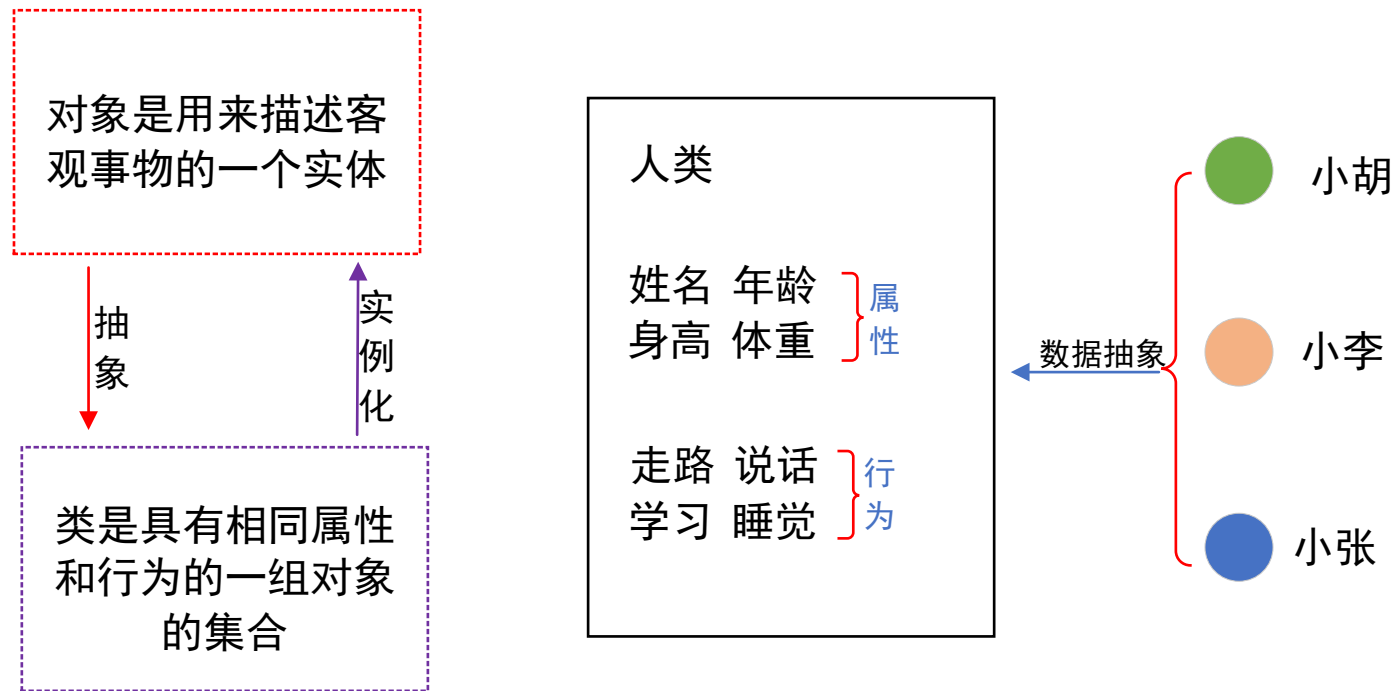 对象是用来描述客
观事物的一个实体
抽
象
实
例
化
类是具有相同属性
和行为的一组对象
的集合
人类
姓名 年龄
身高 体重
属
性
走路 说话
学习 睡觉
行
为
数据抽象
小胡
小李
小张